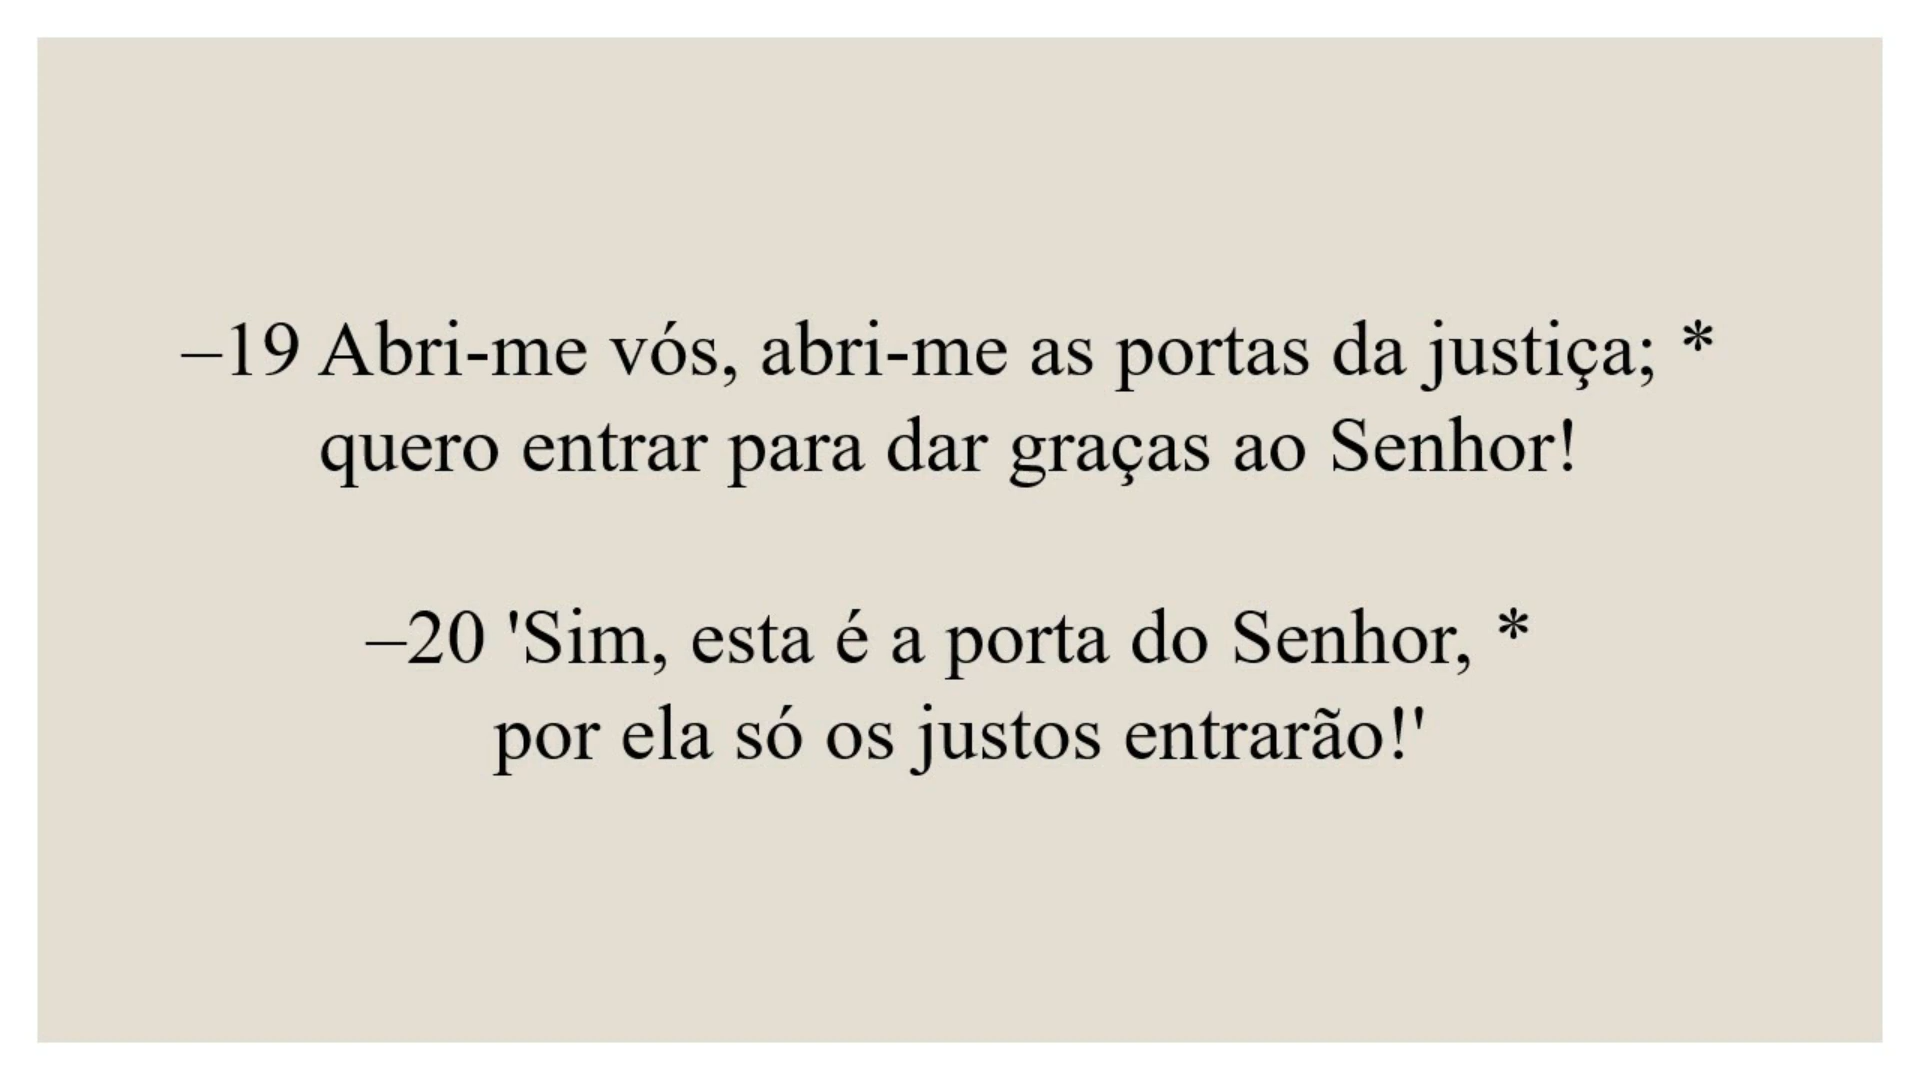 –19 Abri-me vós, abri-me as portas da justiça; *
quero entrar para dar graças ao Senhor!
–20 'Sim, esta é a porta do Senhor, *
por ela só os justos entrarão!'